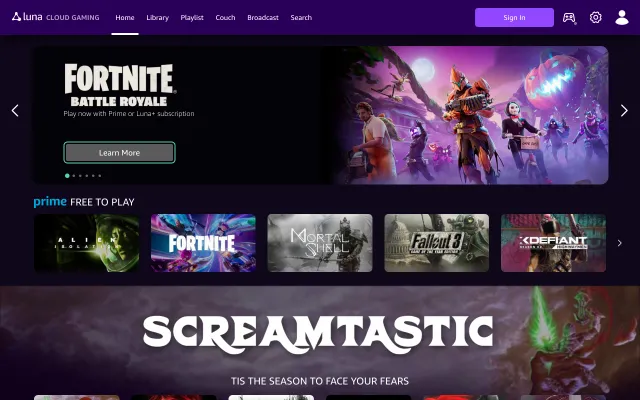 luna CLOUD GAMING Home Library Playlist Couch Broadcast Search Sign In
FORTNITE
BATTLE ROYALE
Play now with Prime or Luna+ subscription
Learn More
prime FREE TO PLAY
ALIEN
ISOLATION
FORTNITE
MORTAL
SHELL
Fallout 3
GAME OF THE YEAR EDITION
XDEFIANT
SCREAMTASTIC
TIS THE SEASON TO FACE YOUR FEARS